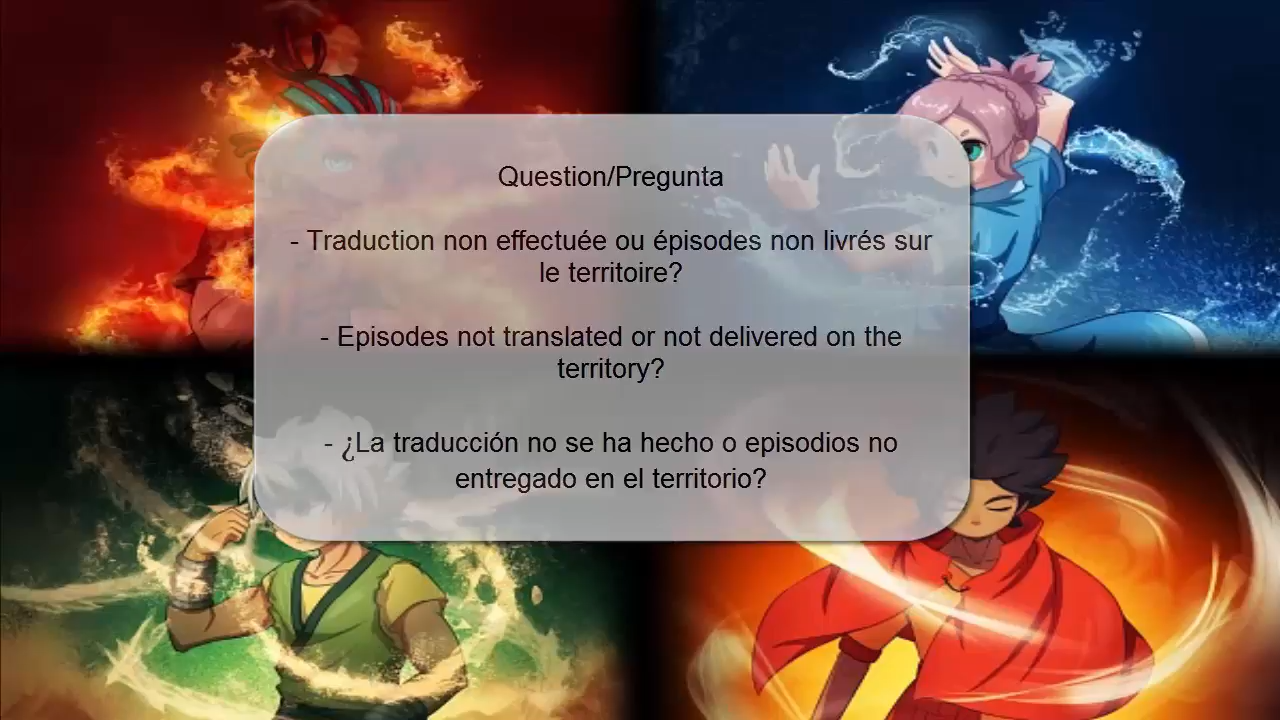 Question/Pregunta
- Traduction non effectuée ou épisodes non livrés sur
le territoire?
- Episodes not translated or not delivered on the
territory?
- ¿La traducción no se ha hecho o episodios no
entregado en el territorio?